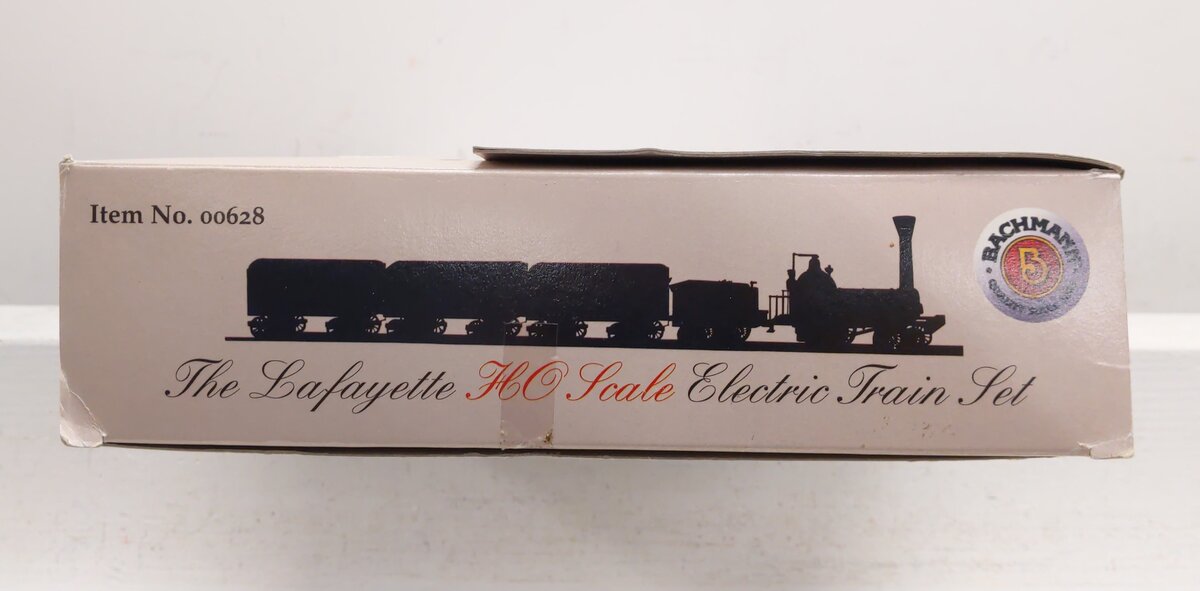 Item No. 00628
BACHMANN
B
The Lafayette HO Scale Electric Train Set